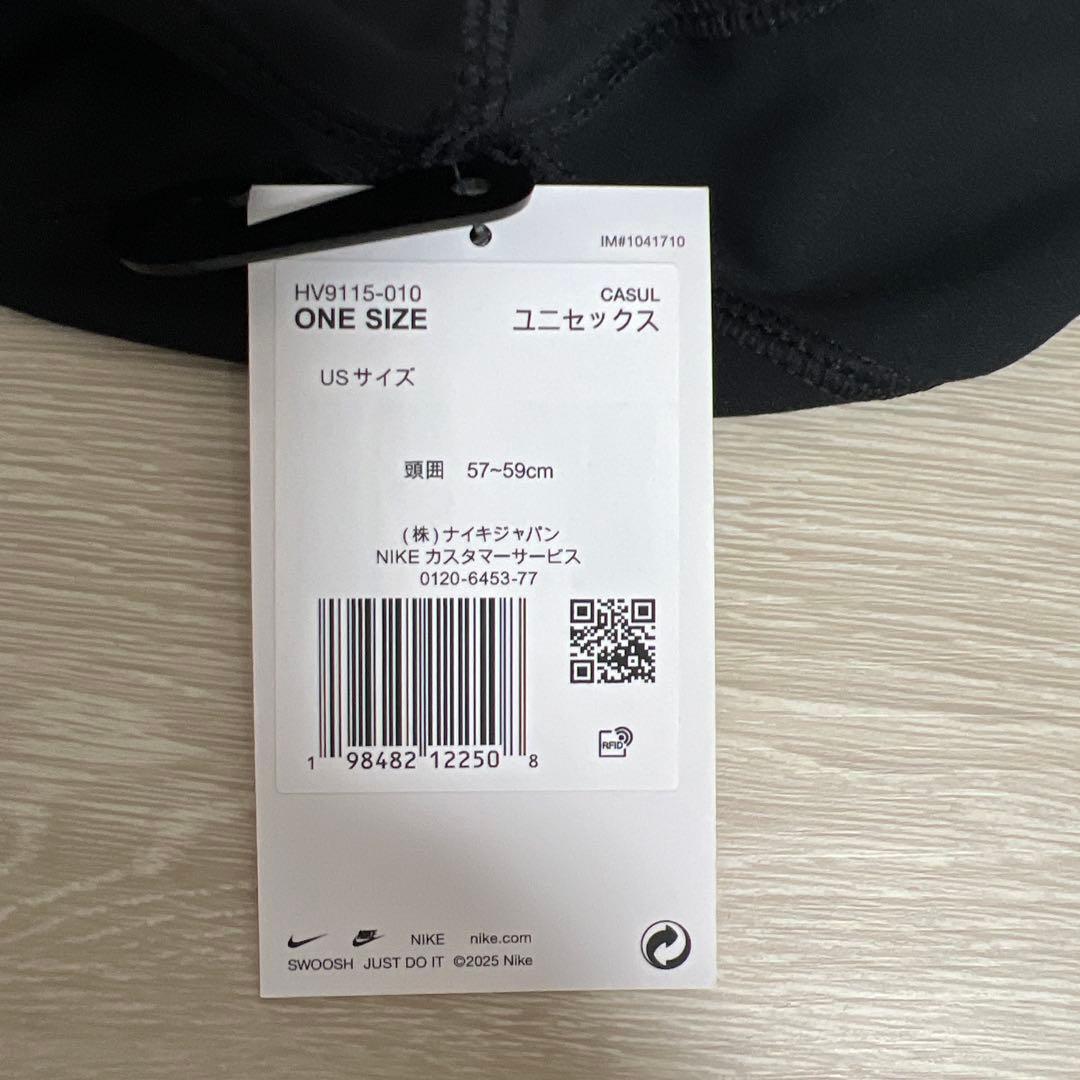 IM#1041710
HV9115-010 CASUL
ONE SIZE ユニセックス
USサイズ
頭囲 57~59cm
(株)ナイキジャパン
NIKE カスタマーサービス
0120-6453-77
RFID
1 98482 12250 8
NIKE nike.com
SWOOSH JUST DO IT ©2025 Nike